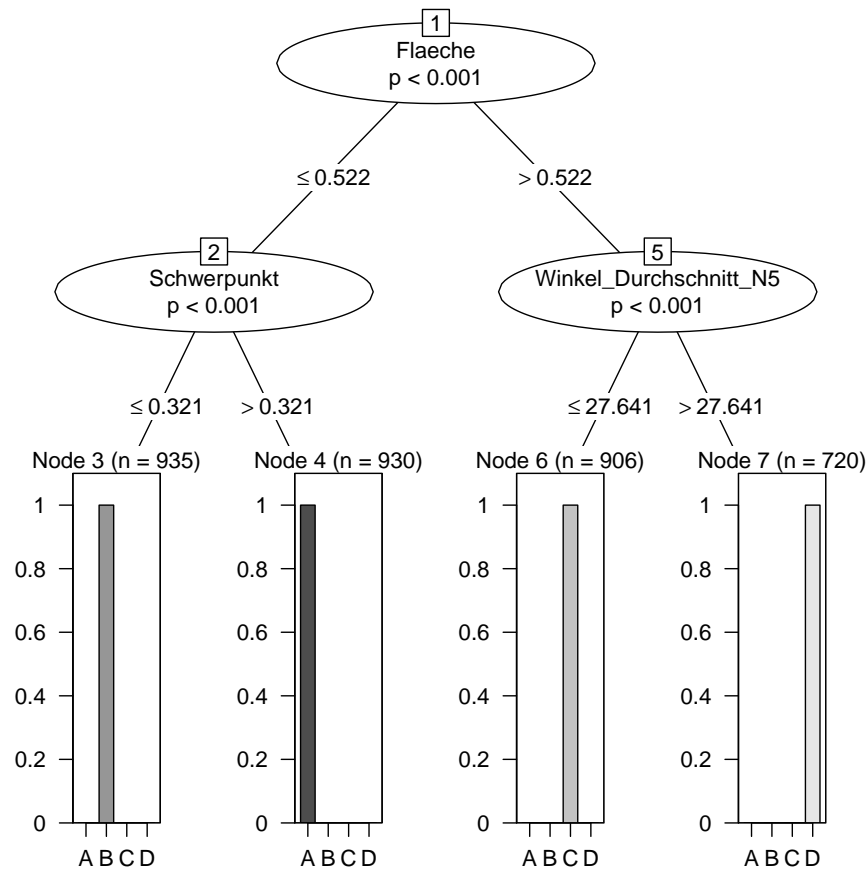 1
Flaeche
p < 0.001
≤ 0.522
> 0.522
2
Schwerpunkt
p < 0.001
5
Winkel_Durchschnitt_N5
p < 0.001
≤ 0.321
> 0.321
≤ 27.641
> 27.641
Node 3 (n = 935)
1
0.8
0.6
0.4
0.2
0
A B C D
Node 4 (n = 930)
1
0.8
0.6
0.4
0.2
0
A B C D
Node 6 (n = 906)
1
0.8
0.6
0.4
0.2
0
A B C D
Node 7 (n = 720)
1
0.8
0.6
0.4
0.2
0
A B C D